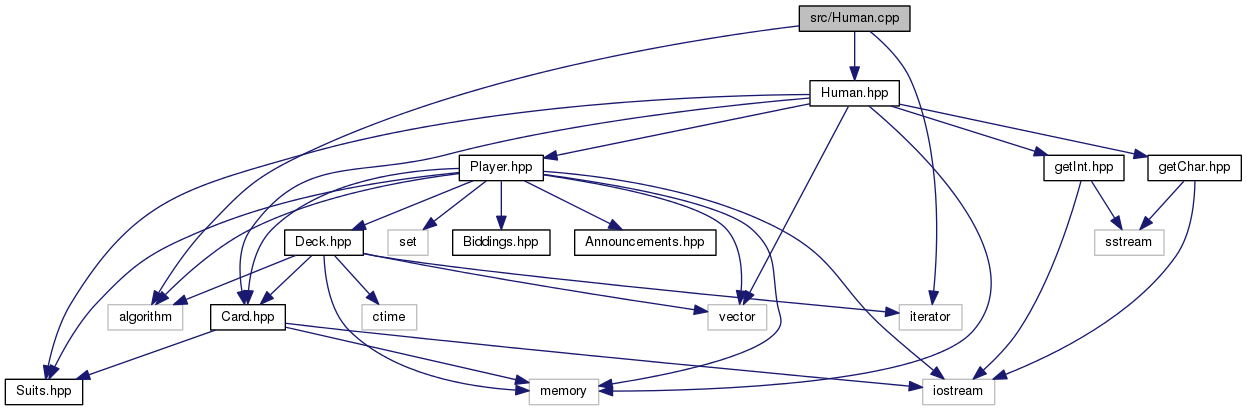 src/Human.cpp
Human.hpp
Player.hpp
getInt.hpp
getChar.hpp
Deck.hpp
set
Biddings.hpp
Announcements.hpp
sstream
algorithm
Card.hpp
ctime
vector
iterator
Suits.hpp
memory
iostream